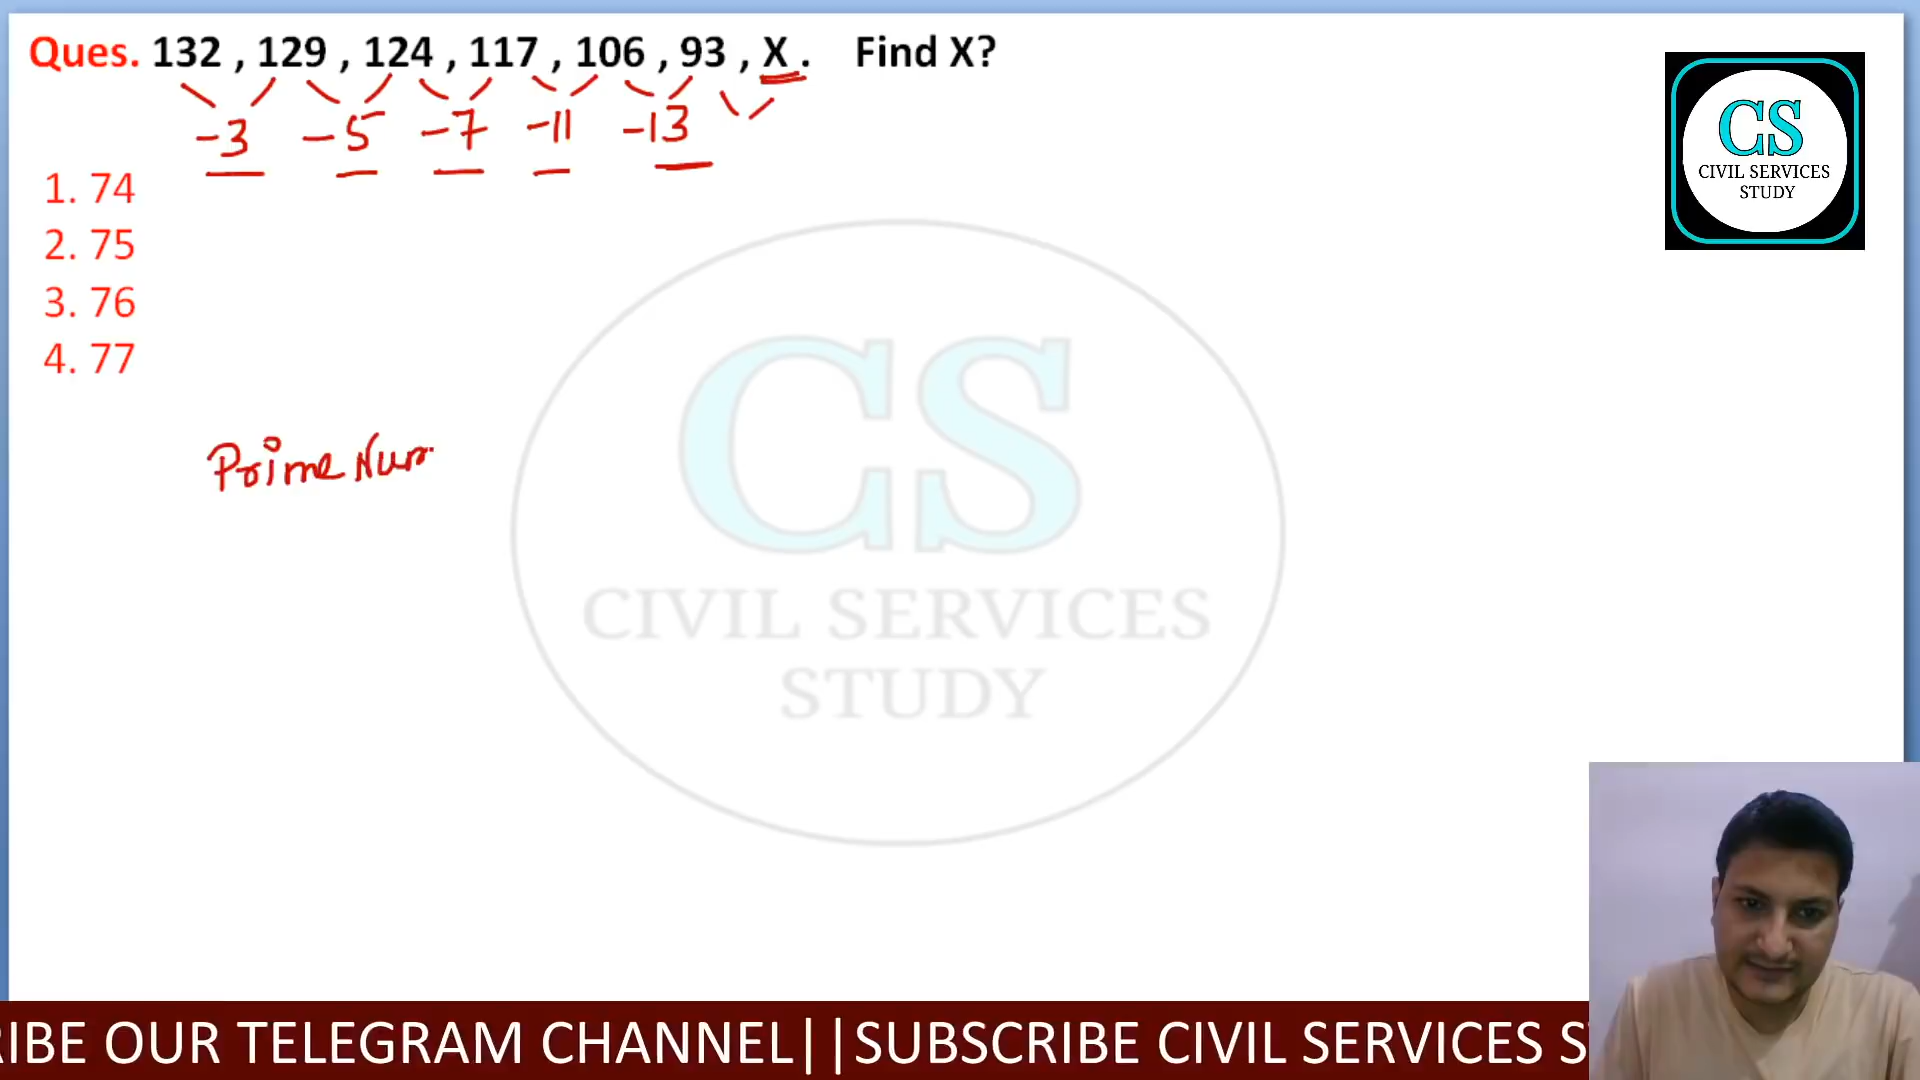 Ques. 132 , 129 , 124 , 117 , 106 , 93 , X .    Find X?
-3 -5 -7 -11 -13
1. 74
2. 75
3. 76
4. 77
Prime Num
CS
CIVIL SERVICES
STUDY
CS
CIVIL SERVICES
STUDY
RIBE OUR TELEGRAM CHANNEL||SUBSCRIBE CIVIL SERVICES S